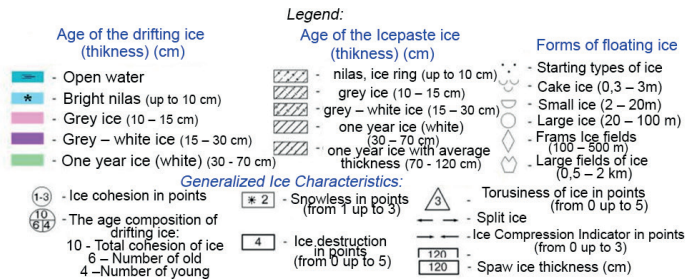 Legend:
Age of the drifting ice
(thikness) (cm)
- Open water
* - Bright nilas (up to 10 cm)
- Grey ice (10 – 15 cm)
- Grey – white ice (15 – 30 cm)
- One year ice (white) (30 - 70 cm)
Age of the Icepaste ice
(thikness) (cm)
- nilas, ice ring (up to 10 cm)
- grey ice (10 – 15 cm)
- grey – white ice (15 – 30 cm)
- one year ice (white)
(30 – 70 cm)
- one year ice with average
thickness (70 - 120 cm)
Forms of floating ice
- Starting types of ice
- Cake ice (0,3 – 3m)
- Small ice (2 – 20m)
- Large ice (20 – 100 m)
- Frams Ice fields
(100 – 500 m)
- Large fields of ice
(0,5 – 2 km)
Generalized Ice Characteristics:
1-3 - Ice cohesion in points
10
6 4
- The age composition of
drifting ice:
10 - Total cohesion of ice
6 – Number of old
4 –Number of young
* 2 - Snowless in points
(from 1 up to 3)
4 - Ice destruction
in points
(from 0 up to 5)
3 - Torusiness of ice in points
(from 0 up to 5)
- Split ice
- Ice Compression Indicator in points
(from 0 up to 3)
120
120 - Spaw ice thickness (cm)